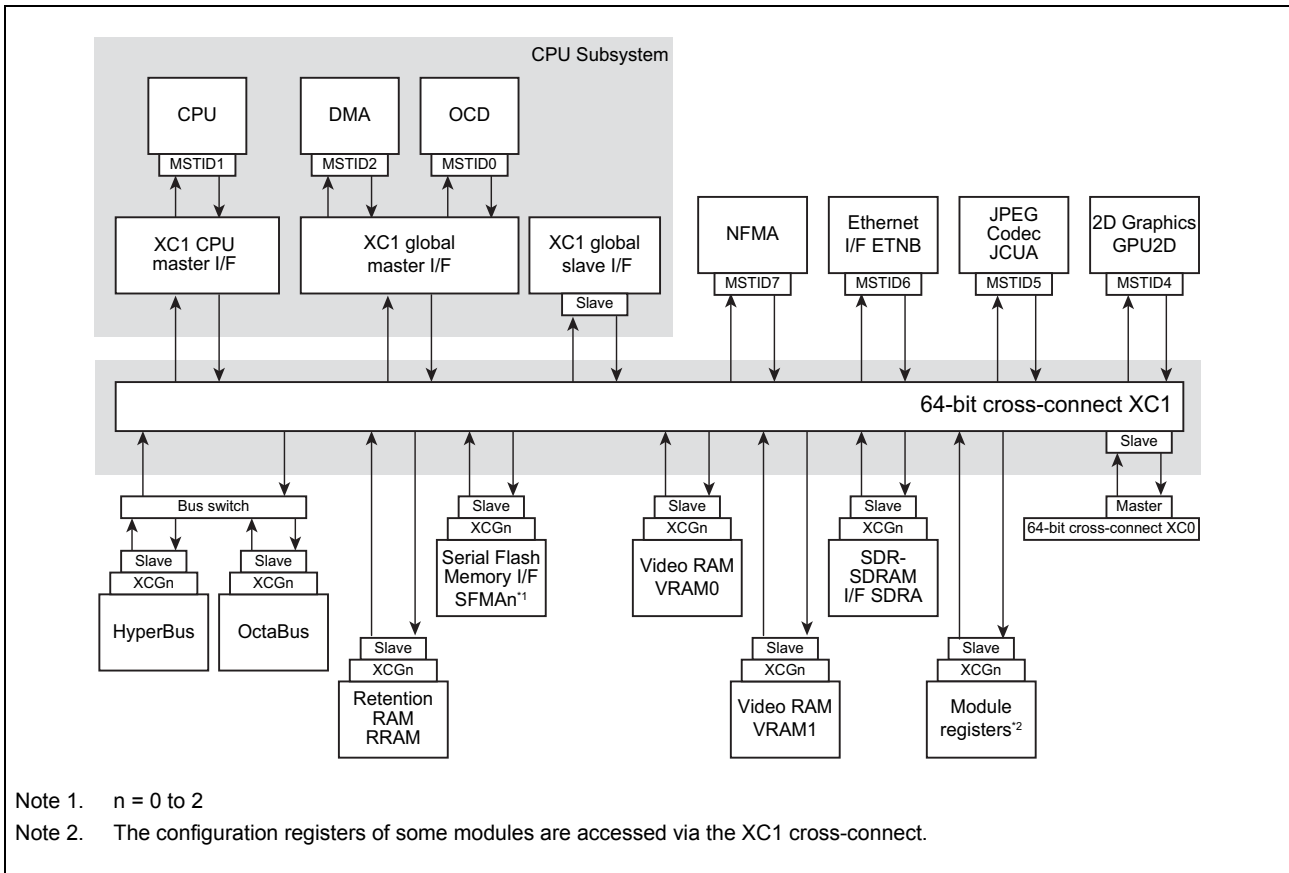 CPU Subsystem
CPU
MSTID1
DMA
MSTID2
OCD
MSTID0
XC1 CPU
master I/F
XC1 global
master I/F
XC1 global
slave I/F
Slave
NFMA
MSTID7
Ethernet
I/F ETNB
MSTID6
JPEG
Codec
JCUA
MSTID5
2D Graphics
GPU2D
MSTID4
64-bit cross-connect XC1
Slave
Master
64-bit cross-connect XC0
Bus switch
Slave
XCGn
HyperBus
Slave
XCGn
OctaBus
Slave
XCGn
Retention
RAM
RRAM
Slave
XCGn
Serial Flash
Memory I/F
SFMAn*1
Slave
XCGn
Video RAM
VRAM0
Slave
XCGn
Video RAM
VRAM1
Slave
XCGn
SDR-
SDRAM
I/F SDRA
Slave
XCGn
Module
registers*2
Note 1. n = 0 to 2
Note 2. The configuration registers of some modules are accessed via the XC1 cross-connect.